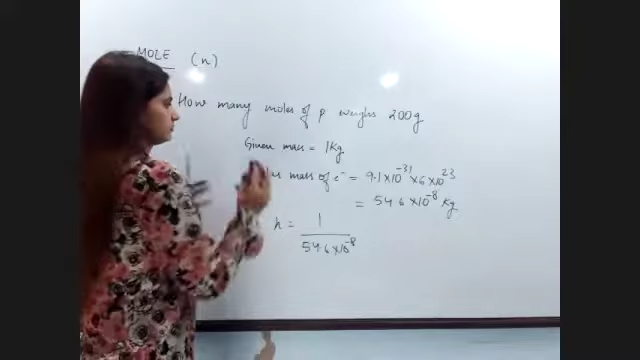 MOLE (n)
How many moles of p weighs 200g
Given mass = 1Kg
mass of e⁻ = 9.1×10⁻³¹×6×10²³
= 54.6×10⁻⁸ Kg
n = 1
54.6×10⁻⁸